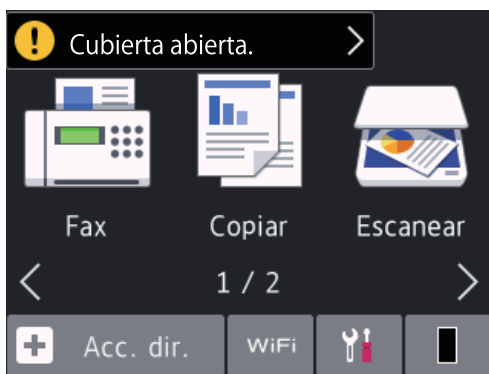 Cubierta abierta.
Fax Copiar Escanear
1 / 2
Acc. dir. WiFi